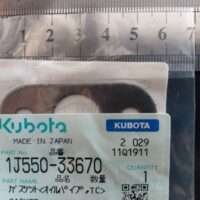 1 2 3 4 5 6 7
Kubota KUBOTA
MADE IN JAPAN 2 029
PART NO. 品番 11Q1911
1J550-33670
PART NAME 品名 数量 QUANTITY
ガスケット<オイルパイプ,TC> 1